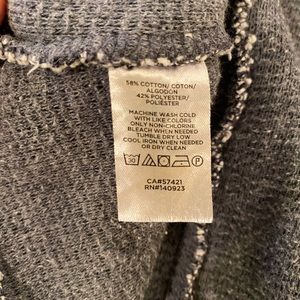 58% COTTON/ COTON/
ALGODON
42% POLYESTER/
POLIÉSTER
MACHINE WASH COLD
WITH LIKE COLORS
ONLY NON-CHLORINE
BLEACH WHEN NEEDED
TUMBLE DRY LOW
COOL IRON WHEN NEEDED
OR DRY CLEAN
30 P
CA#57421
RN#140923